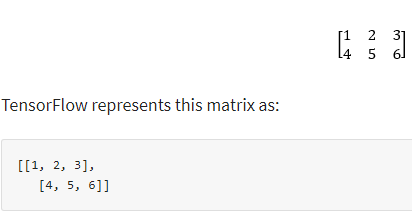 [1 2 3]
[4 5 6]
TensorFlow represents this matrix as:
[[1, 2, 3],
[4, 5, 6]]